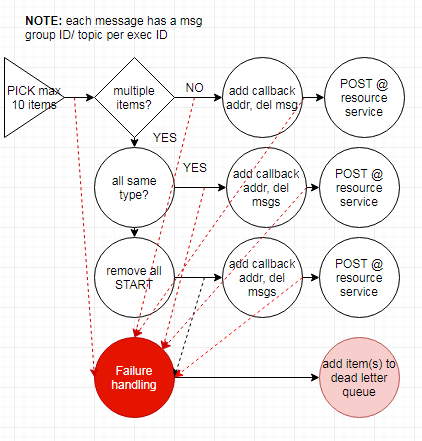 NOTE: each message has a msg
group ID/ topic per exec ID
PICK max
10 items
multiple
items?
NO
add callback
addr, del msg
POST @
resource
service
YES
all same
type?
YES
add callback
addr, del
msgs
POST @
resource
service
remove all
START
add callback
addr, del
msgs
POST @
resource
service
Failure
handling
add item(s) to
dead letter
queue